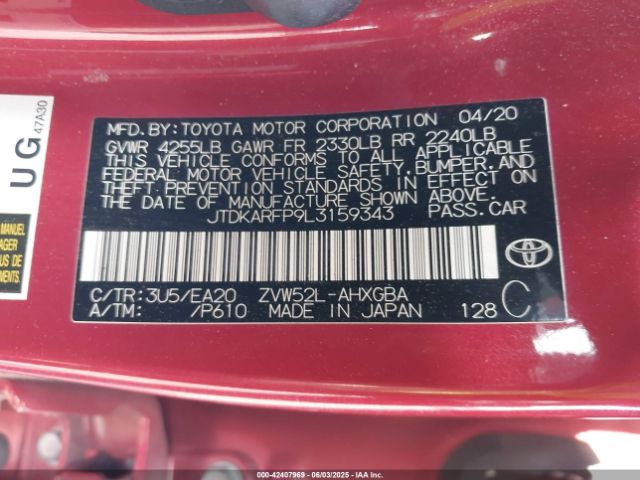 MFD.BY:TOYOTA MOTOR CORPORATION 04/20
GVWR 4255LB GAWR FR 2330LB RR 2240LB
THIS VEHICLE CONFORMS TO ALL APPLICABLE
FEDERAL MOTOR VEHICLE SAFETY,BUMPER,AND
THEFT PREVENTION STANDARDS IN EFFECT ON
THE DATE OF MANUFACTURE SHOWN ABOVE.
JTDKARFP9L3159343 PASS.CAR
C/TR:3U5/EA20 ZVW52L-AHXGBA
A/TM: /P610 MADE IN JAPAN 128 C
UG
47A30
000-42407969 - 06/03/2025 - IAAI.COM